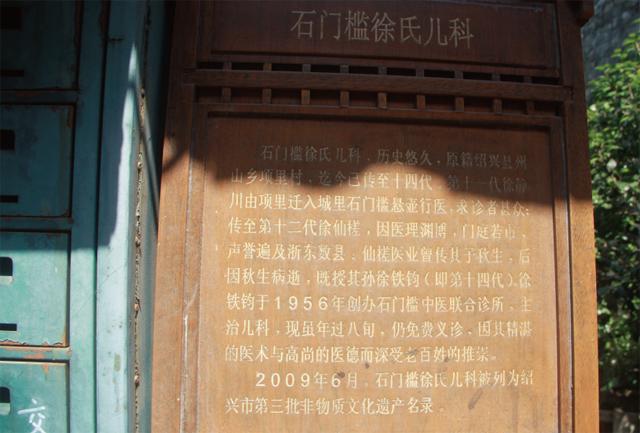 石门槛徐氏儿科
石门槛徐氏儿科，历史悠久，原籍绍兴县州
山乡项里村，迄今已传至十四代，第十一代徐
川由项里迁入城里石门槛悬壶行医，求诊者甚众；
传至第十二代徐仙槎，因医理渊博，门庭若市，
声誉遍及浙东数县，仙槎医业曾传其子秋生，后
因秋生病逝，既授其孙徐铁钧（即第十四代）。徐
铁钧于1956年创办石门槛中医联合诊所，主
治儿科，现虽年过八旬，仍免费义诊，因其精湛
的医术与高尚的医德而深受老百姓的推崇。
2009年6月，石门槛徐氏儿科被列为绍
兴市第三批非物质文化遗产名录。
交